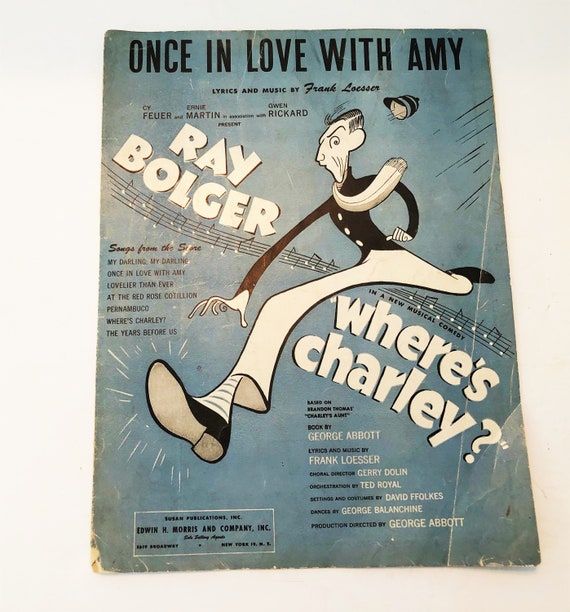 ONCE IN LOVE WITH AMY
LYRICS AND MUSIC BY Frank Loesser
CY. FEUER and ERNIE MARTIN in association with OWEN RICKARD
PRESENT
RAY
BOLGER
Songs from the Score
MY DARLING, MY DARLING
ONCE IN LOVE WITH AMY
LOVELIER THAN EVER
AT THE RED ROSE COTILLION
PERNAMBUCO
WHERE'S CHARLEY?
THE YEARS BEFORE US
IN A NEW MUSICAL COMEDY
"where's
charley?"
BASED ON
BRANDON THOMAS'
"CHARLEY'S AUNT"
BOOK BY
GEORGE ABBOTT
LYRICS AND MUSIC BY
FRANK LOESSER
CHORAL DIRECTOR GERRY DOLIN
ORCHESTRATION BY TED ROYAL
SETTINGS AND COSTUMES BY DAVID FFOLKES
DANCES BY GEORGE BALANCHINE
PRODUCTION DIRECTED BY GEORGE ABBOTT
SUSAN PUBLICATIONS, INC.
EDWIN H. MORRIS AND COMPANY, INC.
Sole Selling Agents
1619 BROADWAY • NEW YORK 19, N. Y.